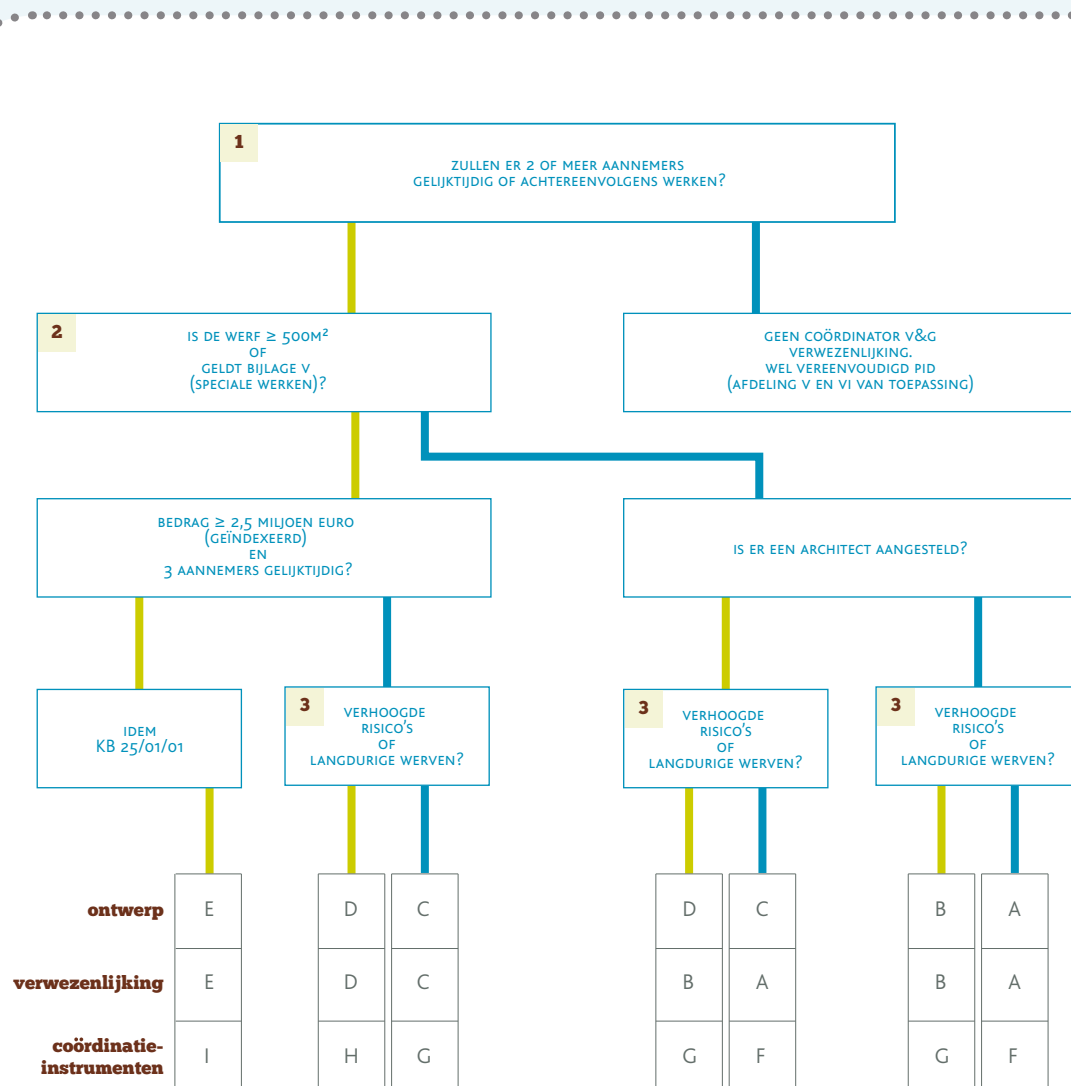 1
ZULLEN ER 2 OF MEER AANNEMERS
GELIJKTIJDIG OF ACHTEREENVOLGENS WERKEN?
2
IS DE WERF ≥ 500M²
OF
GELDT BIJLAGE V
(SPECIALE WERKEN)?
GEEN COÖRDINATOR V&G
VERWEZENLIJKING.
WEL VEREENVOUDIGD PID
(AFDELING V EN VI VAN TOEPASSING)
BEDRAG ≥ 2,5 MILJOEN EURO
(GEÏNDEXEERD)
EN
3 AANNEMERS GELIJKTIJDIG?
IS ER EEN ARCHITECT AANGESTELD?
IDEM
KB 25/01/01
3
VERHOOGDE
RISICO'S
OF
LANGDURIGE WERVEN?
3
VERHOOGDE
RISICO'S
OF
LANGDURIGE WERVEN?
3
VERHOOGDE
RISICO'S
OF
LANGDURIGE WERVEN?
ontwerp E D C D C B A
verwezenlijking E D C B A B A
coördinatie-
instrumenten I H G G F G F